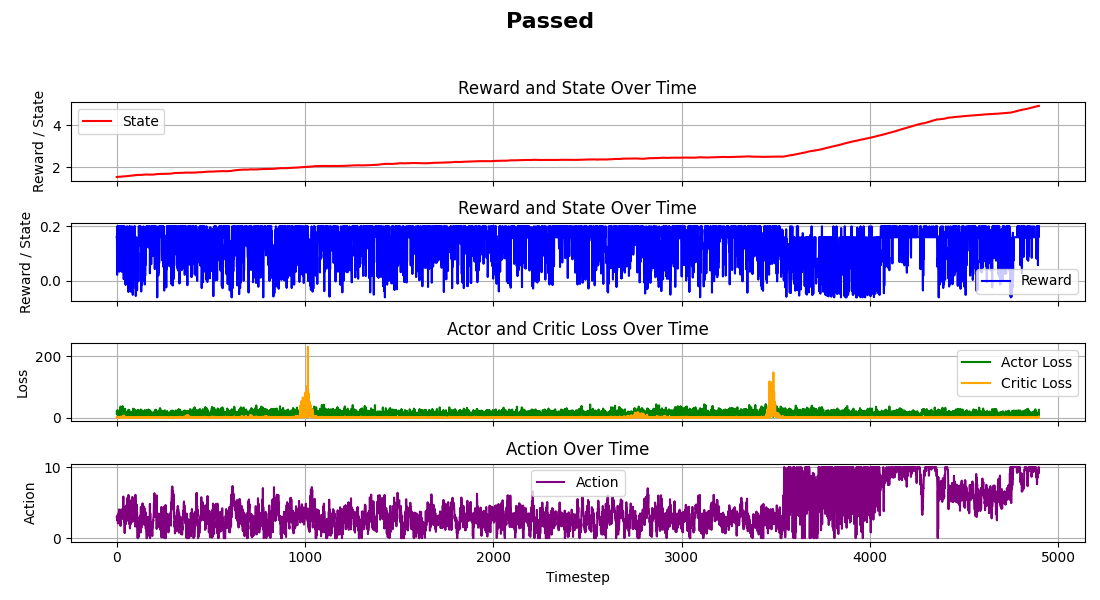 Passed
Reward and State Over Time
Reward / State
4
2
State
Reward and State Over Time
Reward / State
0.2
0.0
Reward
Actor and Critic Loss Over Time
Loss
200
0
Actor Loss
Critic Loss
Action Over Time
Action
10
0
Action
0 1000 2000 3000 4000 5000
Timestep